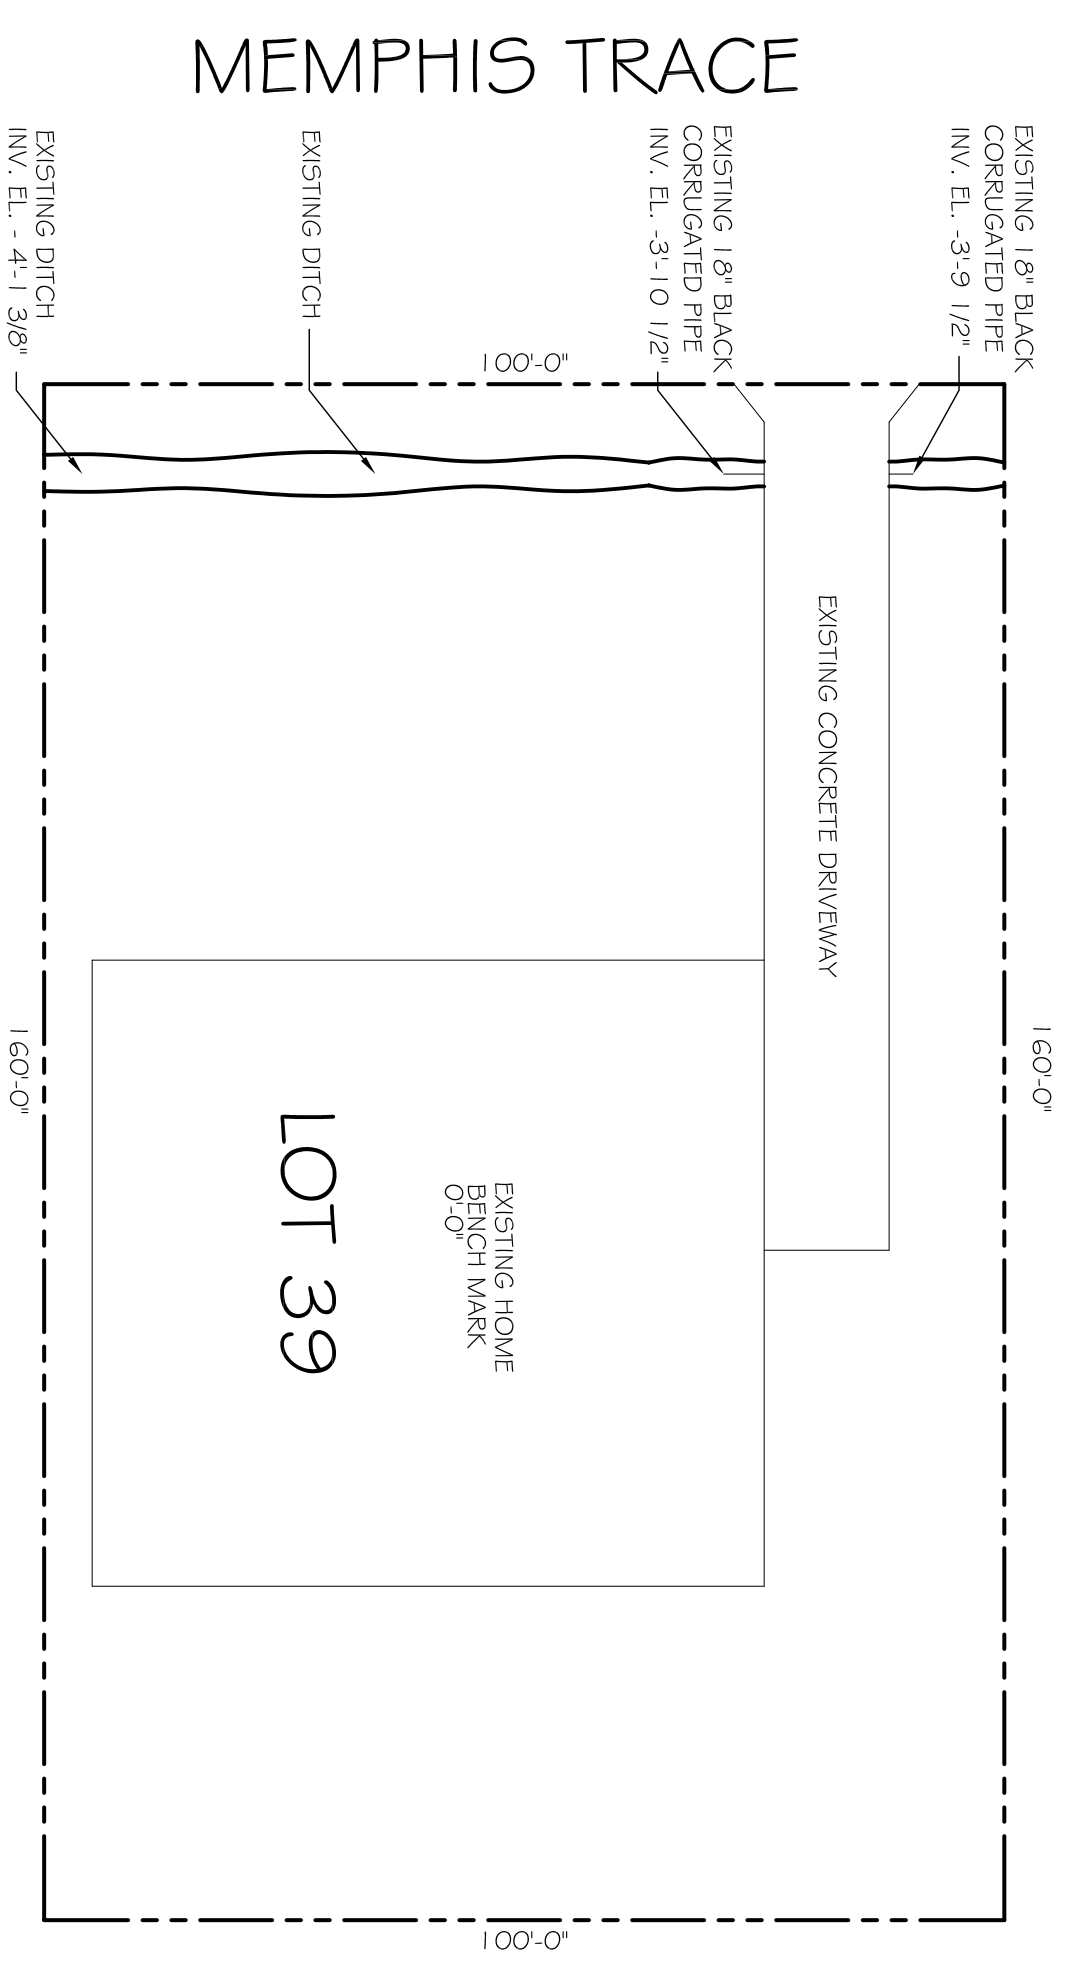 MEMPHIS TRACE
EXISTING 18" BLACK
CORRUGATED PIPE
INV. EL. -3'-9 1/2"
EXISTING 18" BLACK
CORRUGATED PIPE
INV. EL. -3'-10 1/2"
EXISTING DITCH
EXISTING DITCH
INV. EL. - 4'-1 3/8"
100'-0"
EXISTING CONCRETE DRIVEWAY
160'-0"
160'-0"
EXISTING HOME
BENCH MARK
0'-0"
LOT 39
100'-0"